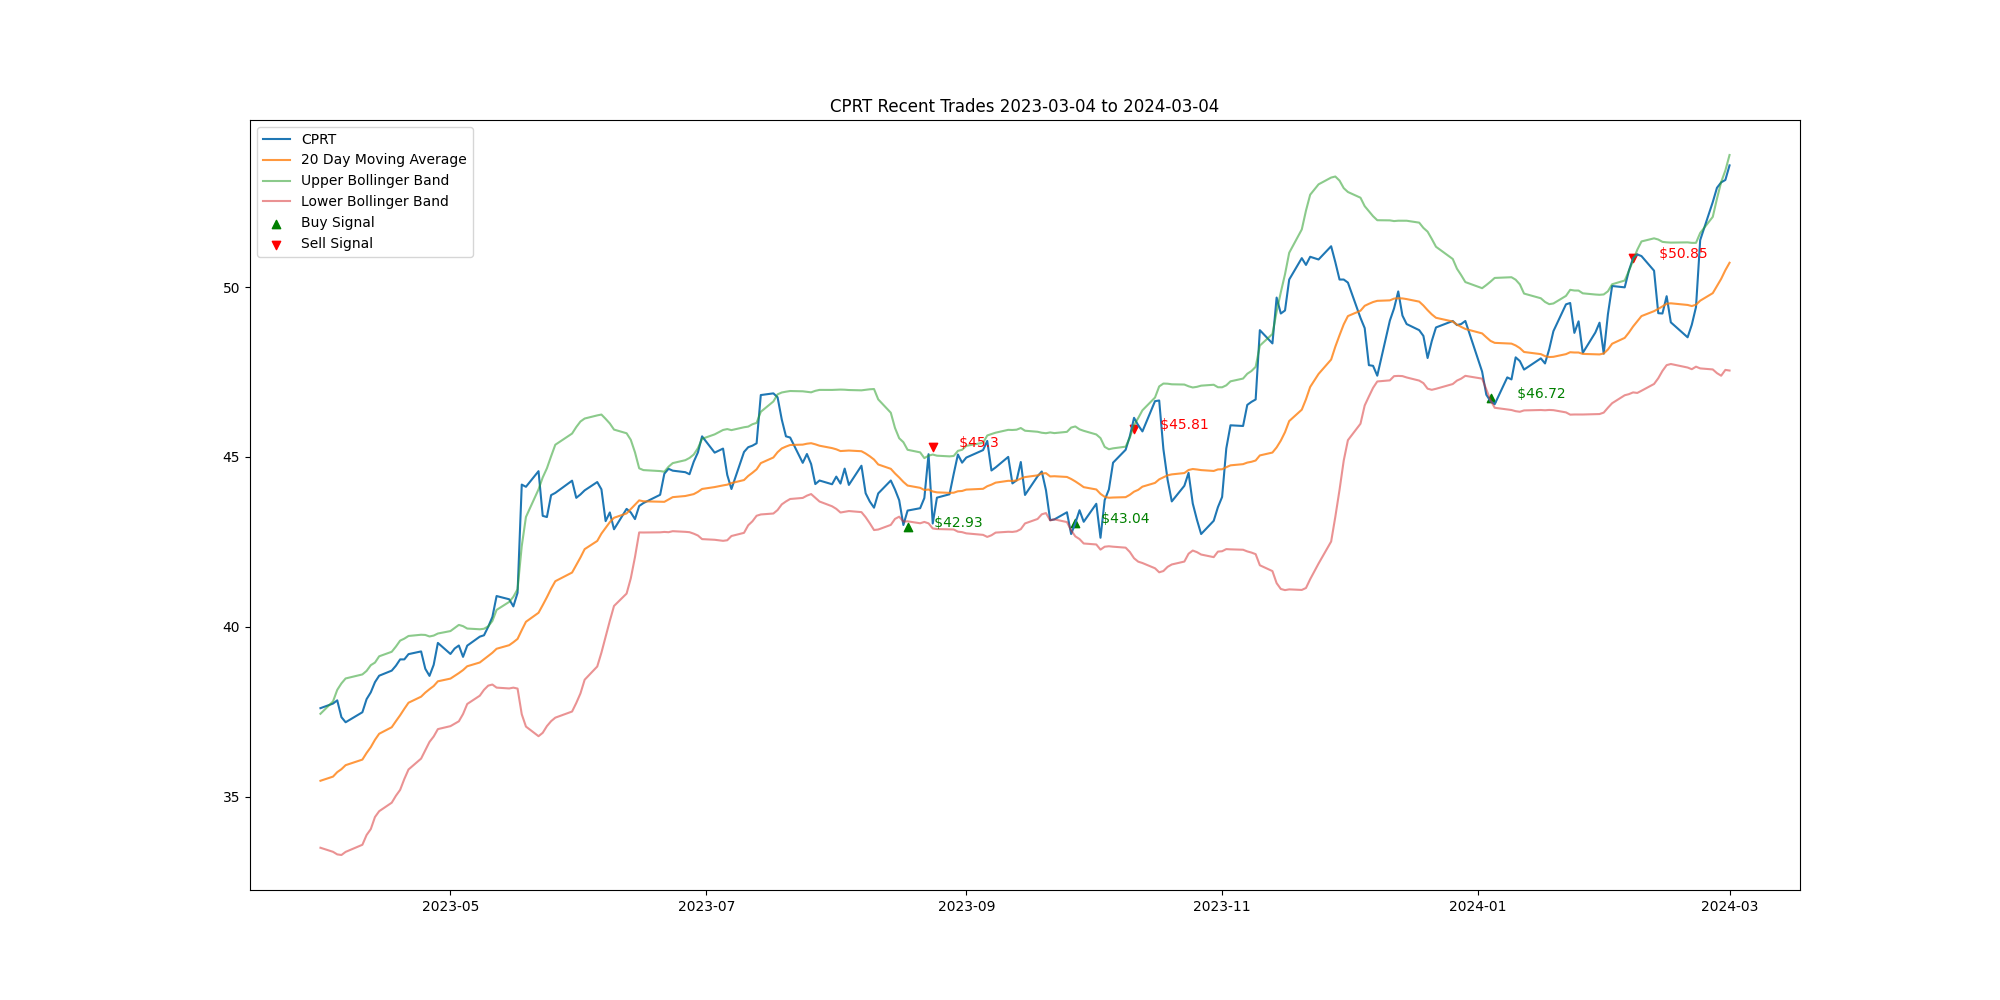 CPRT Recent Trades 2023-03-04 to 2024-03-04
CPRT
20 Day Moving Average
Upper Bollinger Band
Lower Bollinger Band
Buy Signal
Sell Signal
50
45
40
35
$50.85
$46.72
$45.81
$45.3
$43.04
$42.93
2023-05
2023-07
2023-09
2023-11
2024-01
2024-03